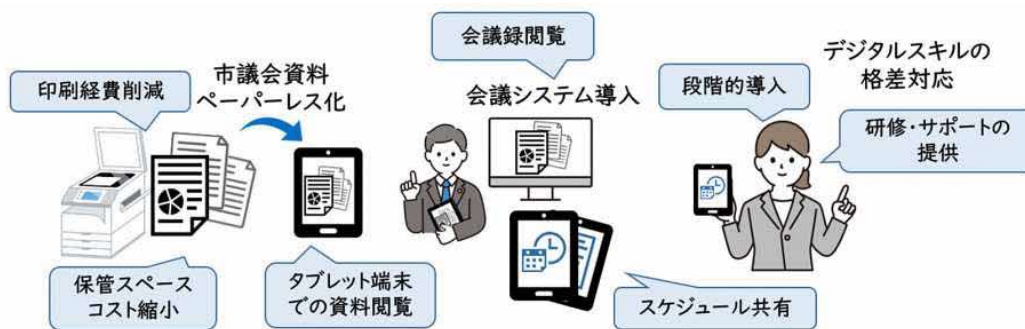 印刷経費削減
市議会資料
ペーパーレス化
保管スペース
コスト縮小
タブレット端末
での資料閲覧
会議録閲覧
会議システム導入
スケジュール共有
段階的導入
デジタルスキルの
格差対応
研修・サポートの
提供